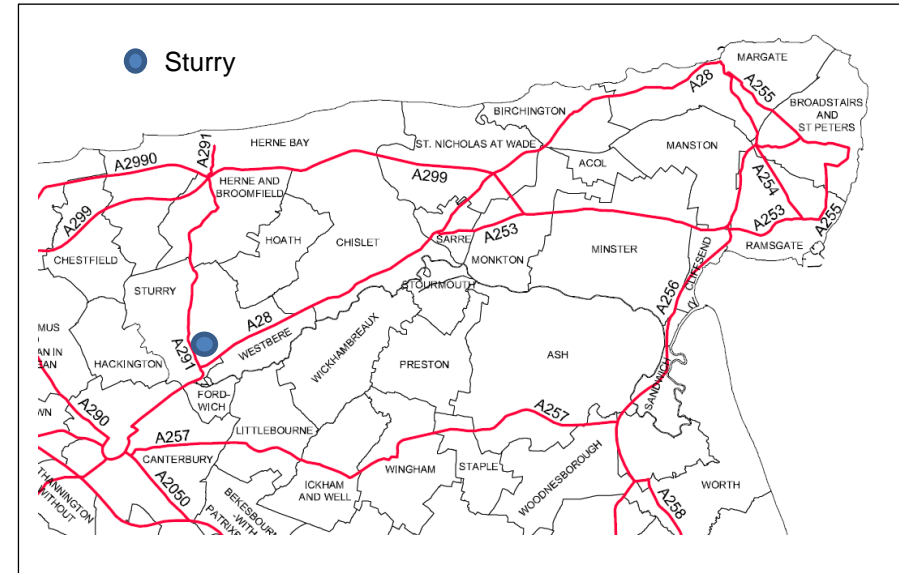 Sturry
MARGATE
A28
A255
BROADSTAIRS
AND
ST PETERS
BIRCHINGTON
A291
HERNE BAY
ST. NICHOLAS AT WADE
MANSTON
A2990
ACOL
A299
HERNE AND
BROOMFIELD
A254
A299
HOATH
CHISLET
SARRE
A253
MONKTON
MINSTER
A253
A255
RAMSGATE
CHESTFIELD
CLIFFSEND
STURRY
STOURMOUTH
A256
A28
WESTBERE
WICKHAMBREAUX
MUS
AN IN
EAN
HACKINGTON
A291
PRESTON
ASH
SANDWICH
FORD-
WICH
WN
A290
A257
LITTLEBOURNE
A257
CANTERBURY
WINGHAM
STAPLE
WOODNESBOROUGH
THANNINGTON
WITHOUT
A2050
ICKHAM
AND WELL
WORTH
BEKESBOURNE
-WITH
PATRIX
A258